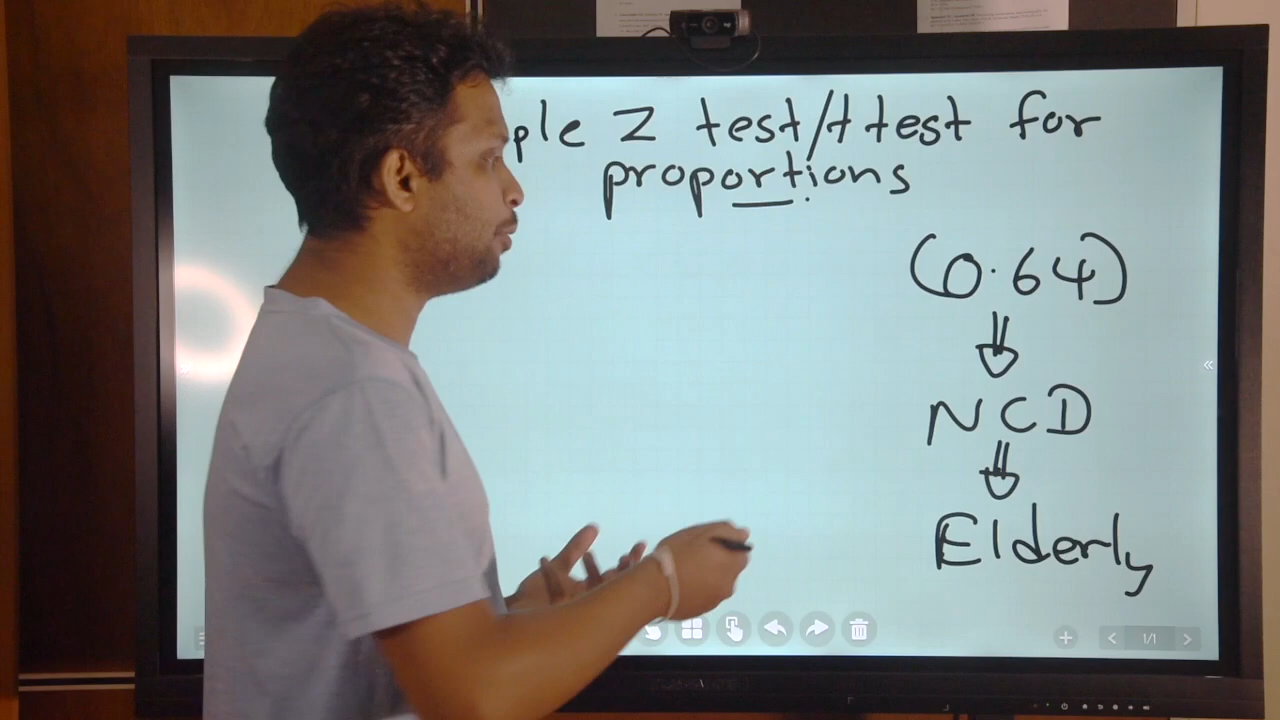 ple Z test/t test for
proportions
(0.64)
NCD
Elderly
1/1